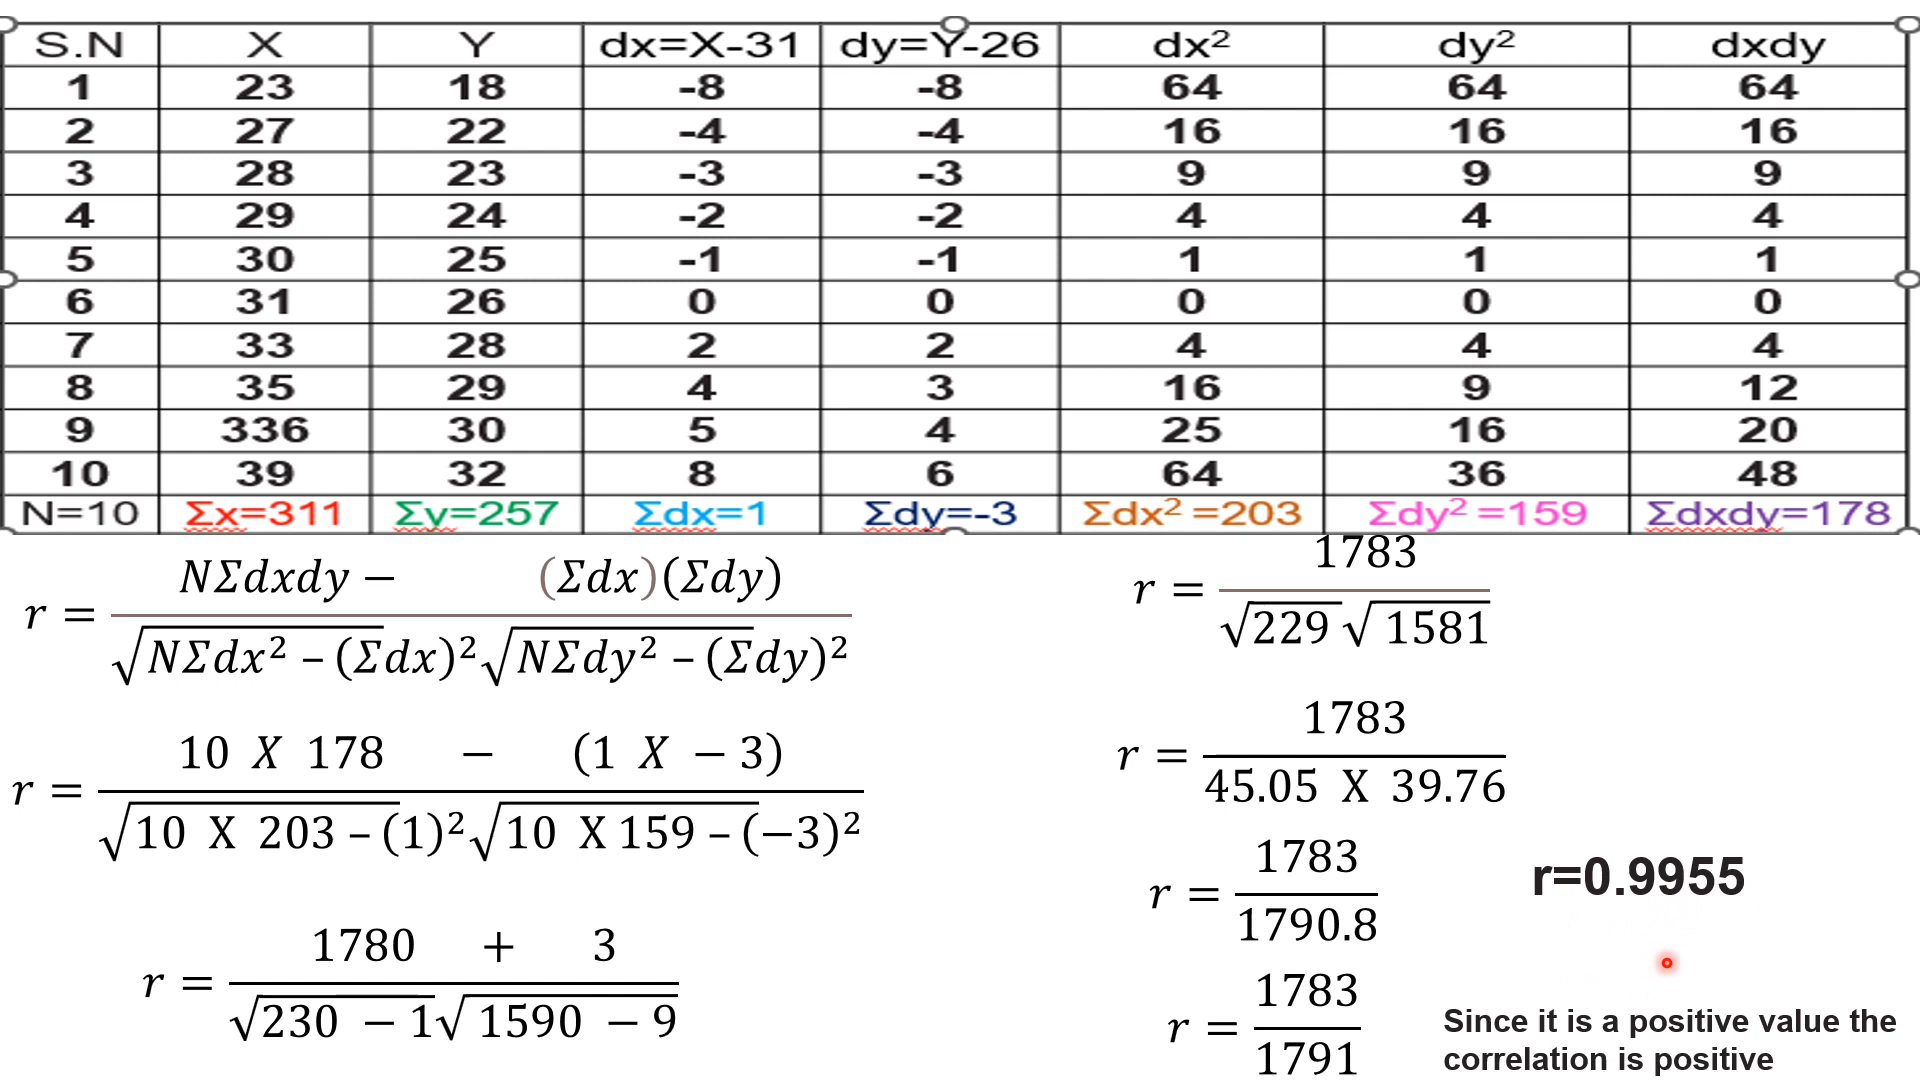 S.N X Y dx=X-31 dy=Y-26 dx² dy² dxdy
1 23 18 -8 -8 64 64 64
2 27 22 -4 -4 16 16 16
3 28 23 -3 -3 9 9 9
4 29 24 -2 -2 4 4 4
5 30 25 -1 -1 1 1 1
6 31 26 0 0 0 0 0
7 33 28 2 2 4 4 4
8 35 29 4 3 16 9 12
9 336 30 5 4 25 16 20
10 39 32 8 6 64 36 48
N=10 Σx=311 Σy=257 Σdx=1 Σdy=-3 Σdx² =203 Σdy² =159 Σdxdy=178
NΣdxdy − (Σdx)(Σdy)
r =
√NΣdx² – (Σdx)²√NΣdy² – (Σdy)²
10 X 178 − (1 X − 3)
r =
√10 X 203 – (1)²√10 X 159 – (−3)²
1780 + 3
r =
√230 − 1√ 1590 − 9
1783
r =
√229 √ 1581
1783
r =
45.05 X 39.76
1783
r =
1790.8
1783
r =
1791
r=0.9955
Since it is a positive value the
correlation is positive